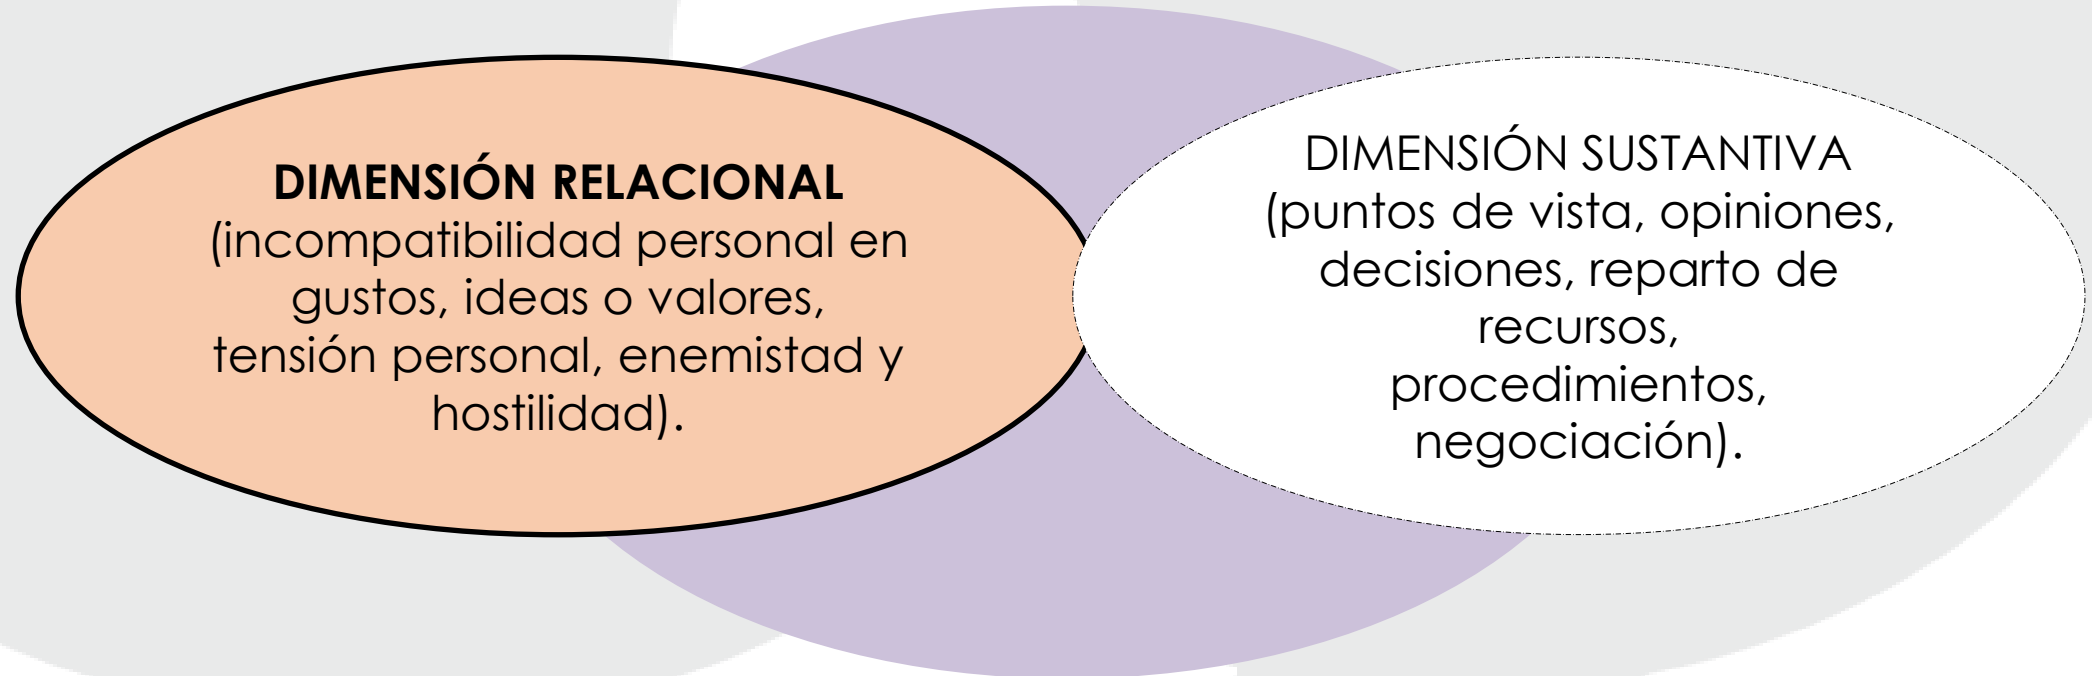 DIMENSIÓN RELACIONAL
(incompatibilidad personal en
gustos, ideas o valores,
tensión personal, enemistad y
hostilidad).
DIMENSIÓN SUSTANTIVA
(puntos de vista, opiniones,
decisiones, reparto de
recursos,
procedimientos,
negociación).